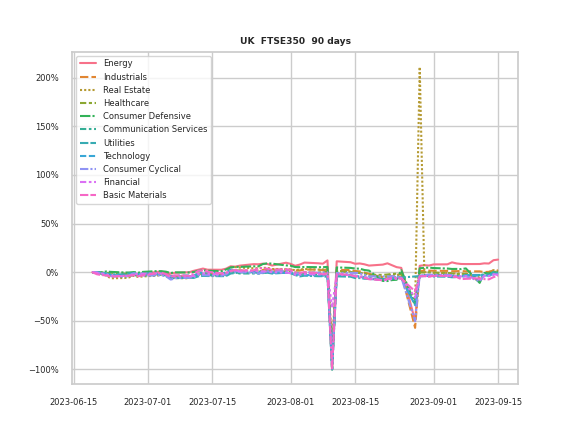 UK  FTSE350  90 days
Energy
Industrials
Real Estate
Healthcare
Consumer Defensive
Communication Services
Utilities
Technology
Consumer Cyclical
Financial
Basic Materials
200%
150%
100%
50%
0%
−50%
−100%
2023-06-15 2023-07-01 2023-07-15 2023-08-01 2023-08-15 2023-09-01 2023-09-15